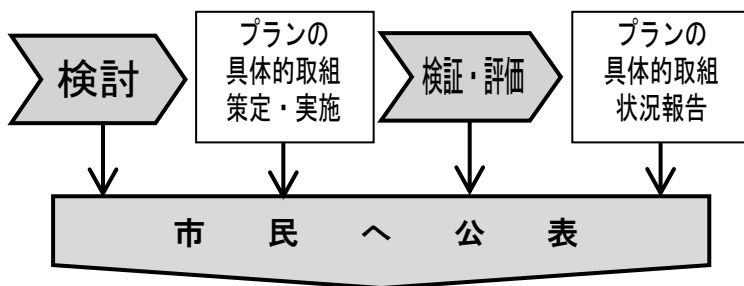 検討
プランの
具体的取組
策定・実施
検証・評価
プランの
具体的取組
状況報告
市民へ公表